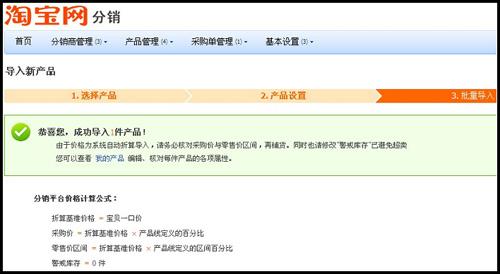 淘宝网 分销
首页 分销商管理 (3) 产品管理 (4) 采购单管理 (1) 基本设置 (3)
导入新产品
1. 选择产品 2. 产品设置 3. 批量导入
恭喜您，成功导入1件产品！
由于价格为系统自动折算导入，请务必核对采购价与零售价区间，再铺货。同时也请修改"警戒库存"已避免超卖
您可以查看 我的产品 编辑、核对每件产品的各项属性。
分销平台价格计算公式：
折算基准价格 = 宝贝一口价
采购价 = 折算基准价格 × 产品线定义的百分比
零售价区间 = 折算基准价格 × 产品线定义的区间百分比
警戒库存 = 0 件